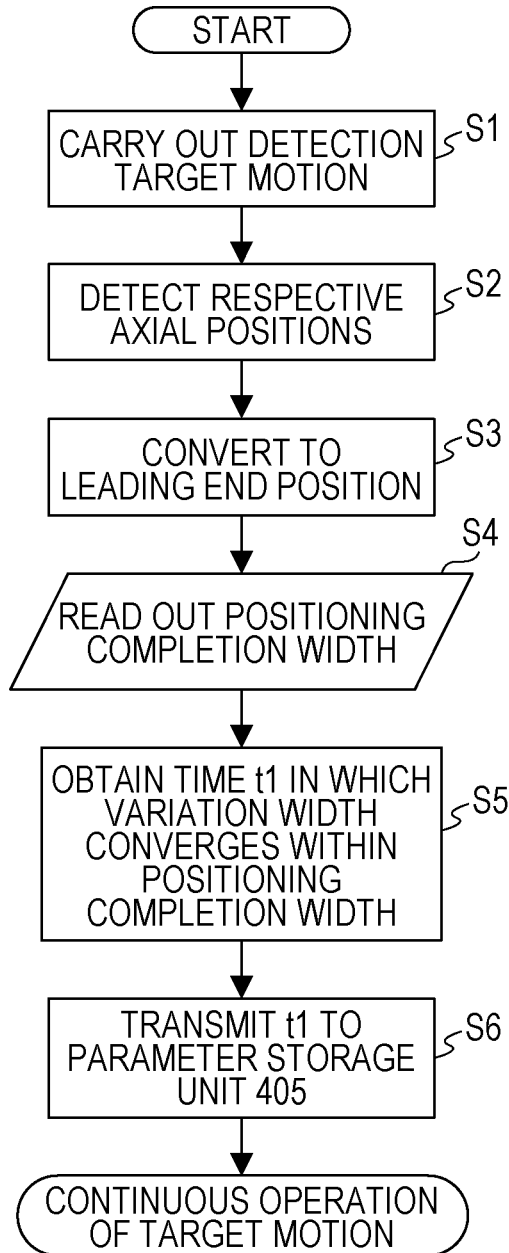 START
CARRY OUT DETECTION
TARGET MOTION
S1
DETECT RESPECTIVE
AXIAL POSITIONS
S2
CONVERT TO
LEADING END POSITION
S3
READ OUT POSITIONING
COMPLETION WIDTH
S4
OBTAIN TIME t1 IN WHICH
VARIATION WIDTH
CONVERGES WITHIN
POSITIONING
COMPLETION WIDTH
S5
TRANSMIT t1 TO
PARAMETER STORAGE
UNIT 405
S6
CONTINUOUS OPERATION
OF TARGET MOTION